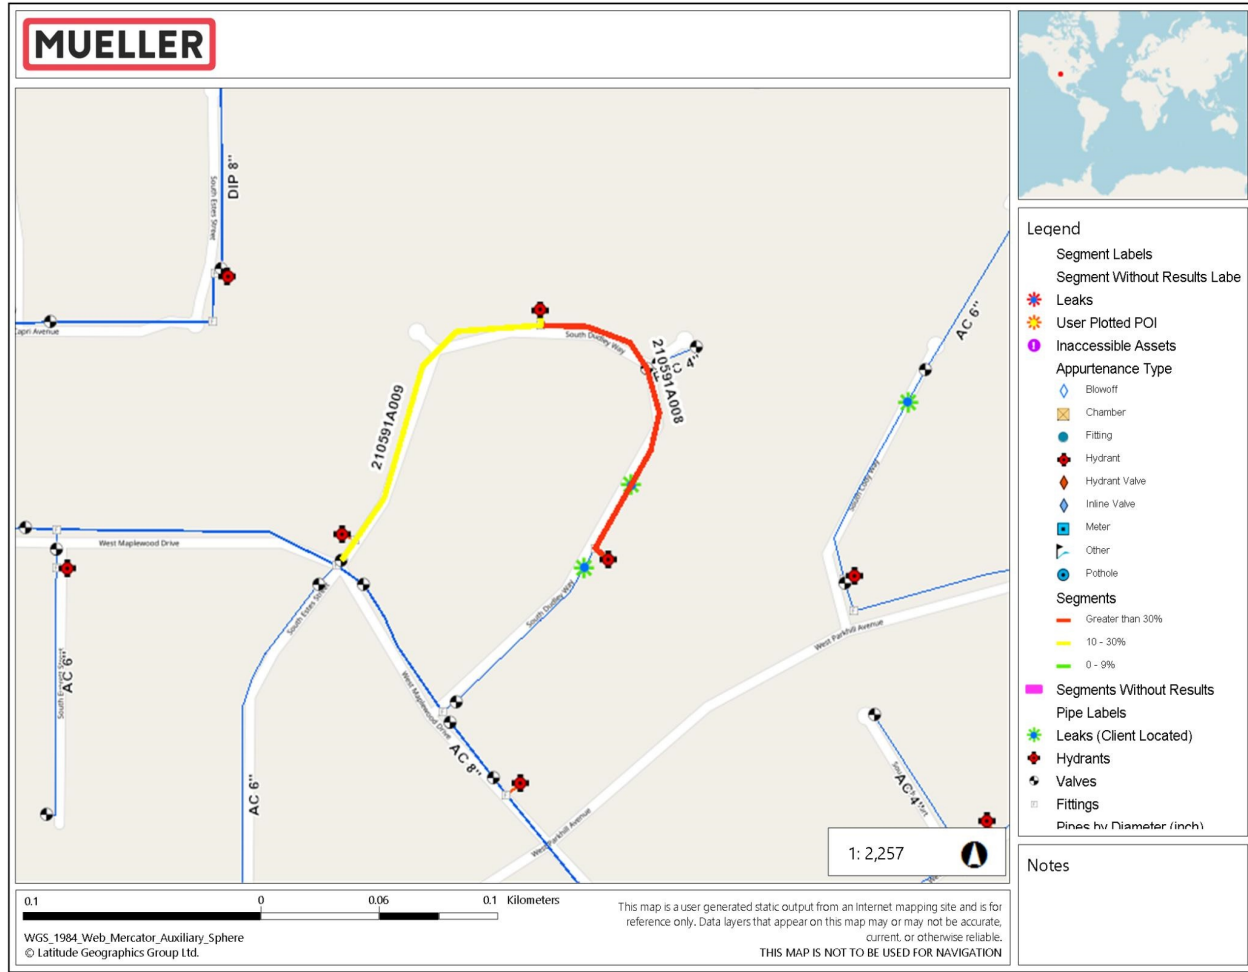 MUELLER
DIP 8"
South Estes Street
Capri Avenue
AC 6"
South Dudley Way
4"
210591A008
210591A009
South Cody Way
West Maplewood Drive
South Estes Street
South Dudley Way
West Parkhill Avenue
AC 6"
West Maplewood Drive
AC 8"
AC 6"
AC 4"
West Parkhill Avenue
1: 2,257
Legend
Segment Labels
Segment Without Results Labe
Leaks
User Plotted POI
Inaccessible Assets
Appurtenance Type
Blowoff
Chamber
Fitting
Hydrant
Hydrant Valve
Inline Valve
Meter
Other
Pothole
Segments
Greater than 30%
10 - 30%
0 - 9%
Segments Without Results
Pipe Labels
Leaks (Client Located)
Hydrants
Valves
Fittings
Pipes by Diameter (inch)
Notes
0.1 0 0.06 0.1 Kilometers
WGS_1984_Web_Mercator_Auxiliary_Sphere
© Latitude Geographics Group Ltd.
This map is a user generated static output from an Internet mapping site and is for
reference only. Data layers that appear on this map may or may not be accurate,
current, or otherwise reliable.
THIS MAP IS NOT TO BE USED FOR NAVIGATION